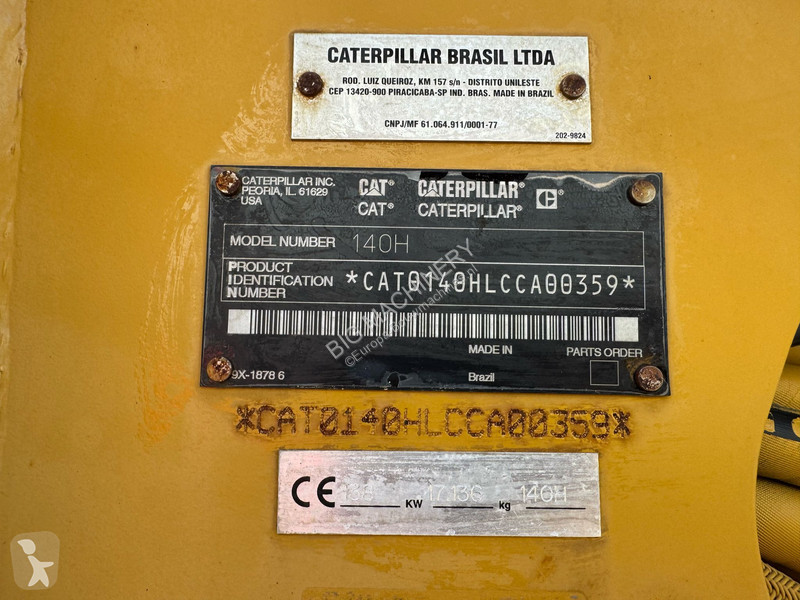 CATERPILLAR BRASIL LTDA
ROD. LUIZ QUEIROZ, KM 157 s/n - DISTRITO UNILESTE
CEP 13420-900 PIRACICABA-SP IND. BRAS. MADE IN BRAZIL
CNPJ/MF 61.064.911/0001-77
202-9824
CATERPILLAR INC.
PEORIA, IL 61629
USA
CAT® CATERPILLAR®
CAT® CATERPILLAR®
MODEL NUMBER 140H
PRODUCT
IDENTIFICATION
NUMBER
*CAT0140HLCCA00359*
BIG MACHINERY
MADE IN
PARTS ORDER
9X-1878 6
Brazil
*CAT0140HLCCA00359*
CE KW 17.136 kg 140H